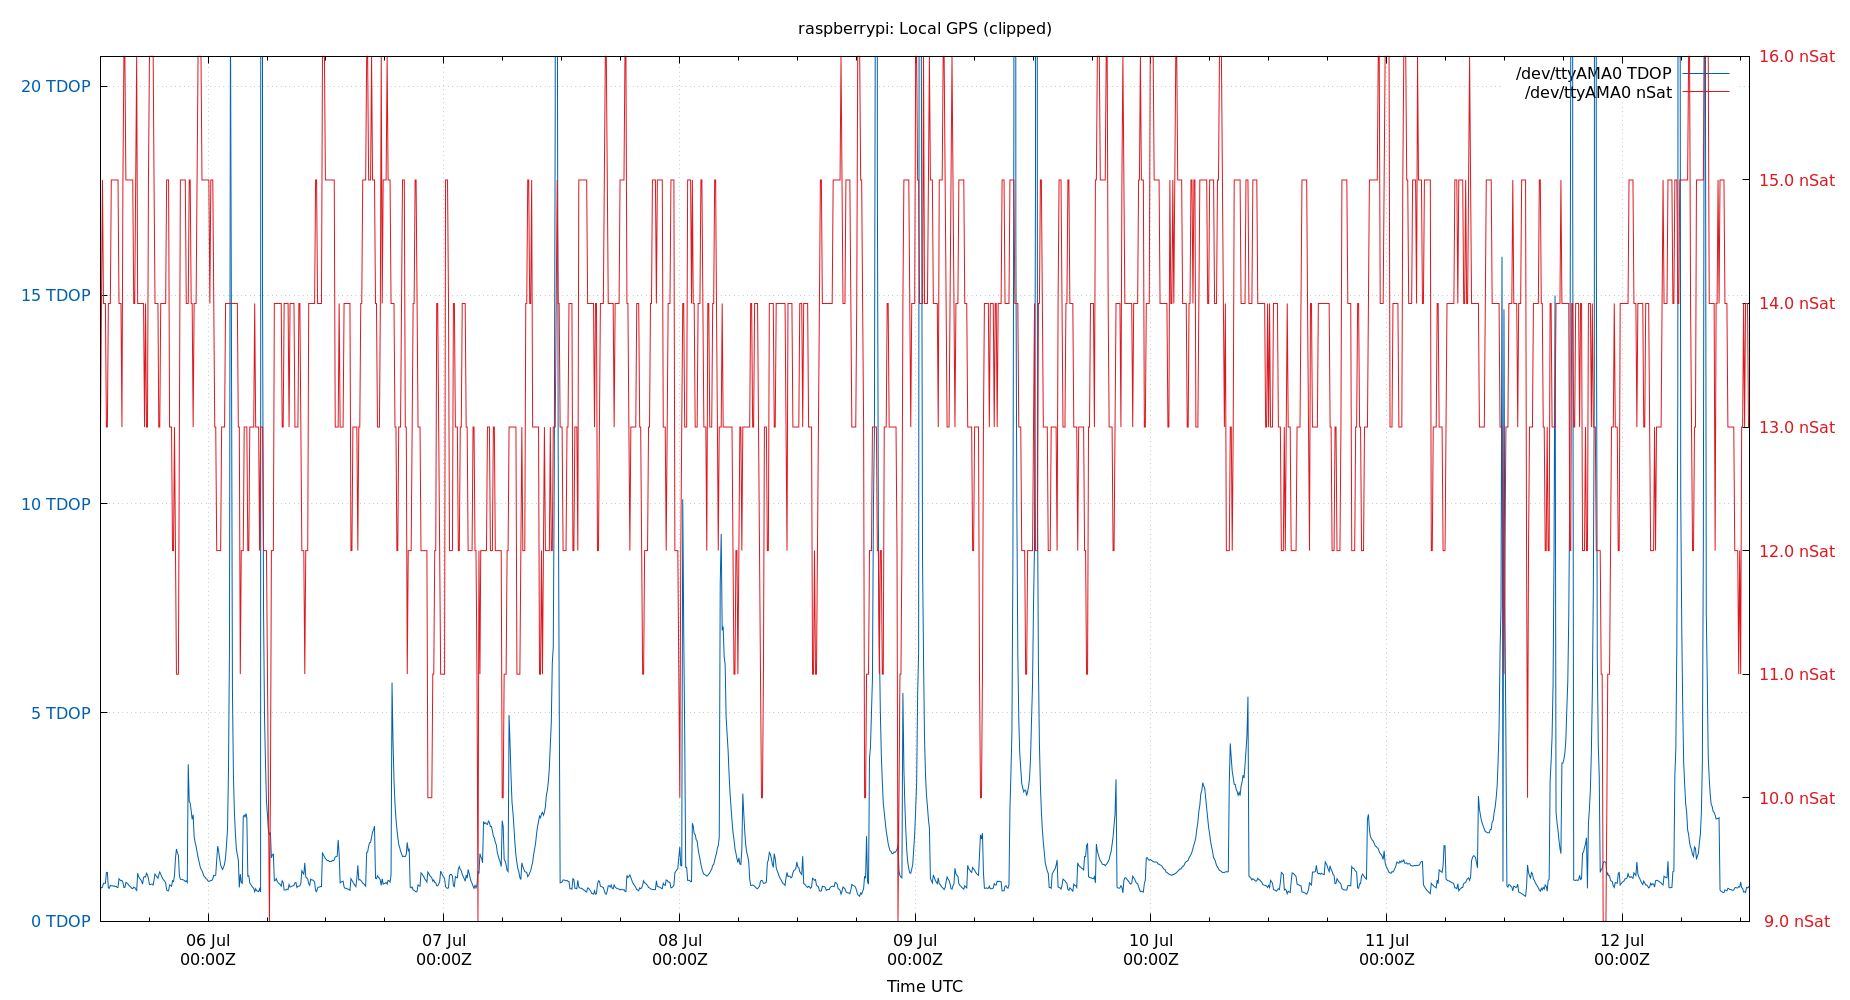 raspberrypi: Local GPS (clipped)
/dev/ttyAMA0 TDOP
/dev/ttyAMA0 nSat
20 TDOP
15 TDOP
10 TDOP
5 TDOP
0 TDOP
16.0 nSat
15.0 nSat
14.0 nSat
13.0 nSat
12.0 nSat
11.0 nSat
10.0 nSat
9.0 nSat
06 Jul
00:00Z
07 Jul
00:00Z
08 Jul
00:00Z
09 Jul
00:00Z
10 Jul
00:00Z
11 Jul
00:00Z
12 Jul
00:00Z
Time UTC